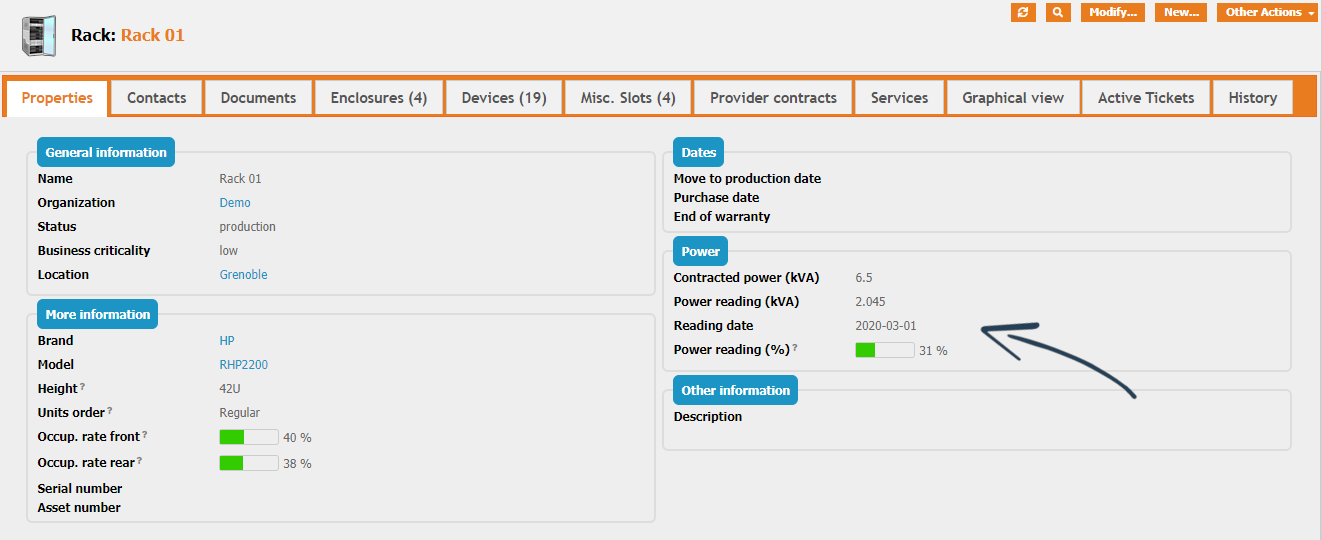 Modify... New... Other Actions
Rack: Rack 01
Properties Contacts Documents Enclosures (4) Devices (19) Misc. Slots (4) Provider contracts Services Graphical view Active Tickets History
General information
Name Rack 01
Organization Demo
Status production
Business criticality low
Location Grenoble
More information
Brand HP
Model RHP2200
Height ? 42U
Units order ? Regular
Occup. rate front ? 40 %
Occup. rate rear ? 38 %
Serial number
Asset number
Dates
Move to production date
Purchase date
End of warranty
Power
Contracted power (kVA) 6.5
Power reading (kVA) 2.045
Reading date 2020-03-01
Power reading (%) ? 31 %
Other information
Description